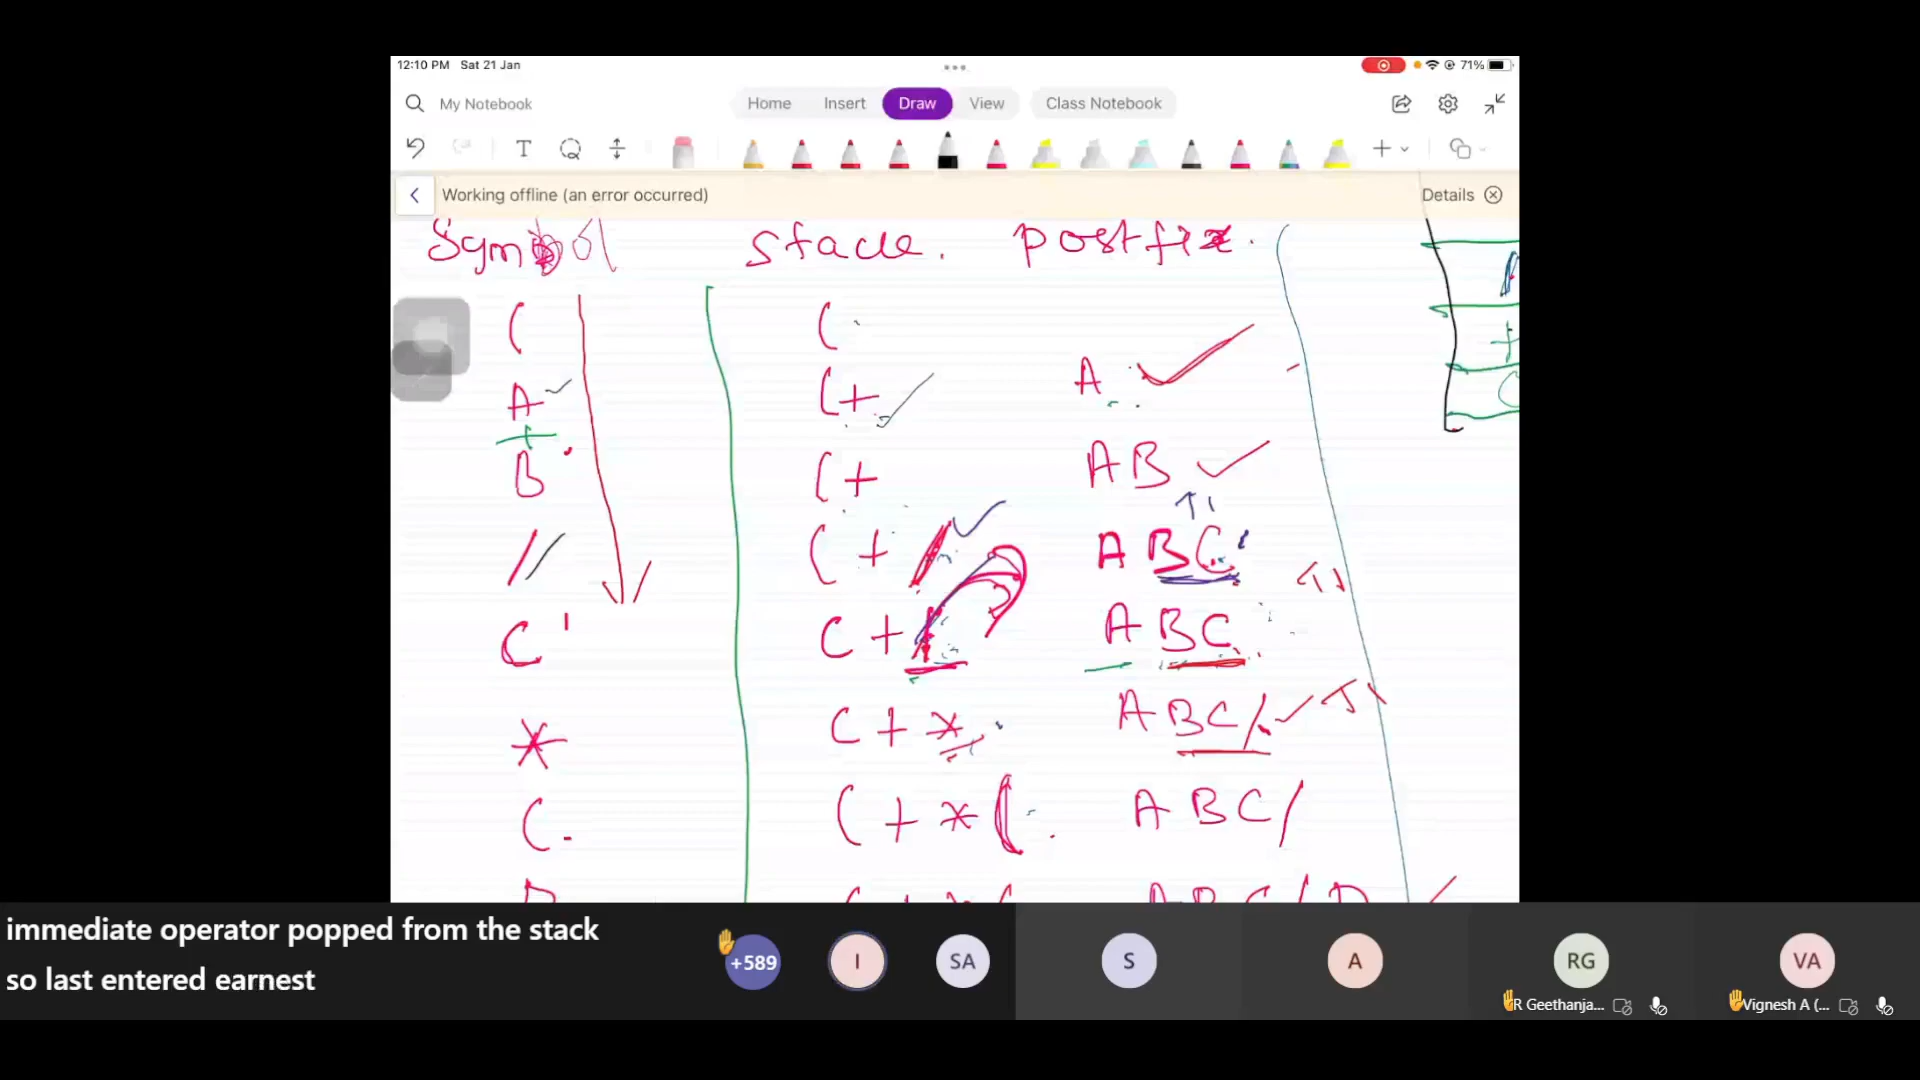 12:10 PM Sat 21 Jan 71%
My Notebook Home Insert Draw View Class Notebook
Working offline (an error occurred) Details
Symbol stack. postfix.
( (
A (+ A
+
B (+ AB
/ (+/ ABC
C (+/ ABC
* (+* ABC/
( (+*( ABC/
immediate operator popped from the stack
so last entered earnest
+589 I SA S A RG VA
R Geethanja... Vignesh A (...